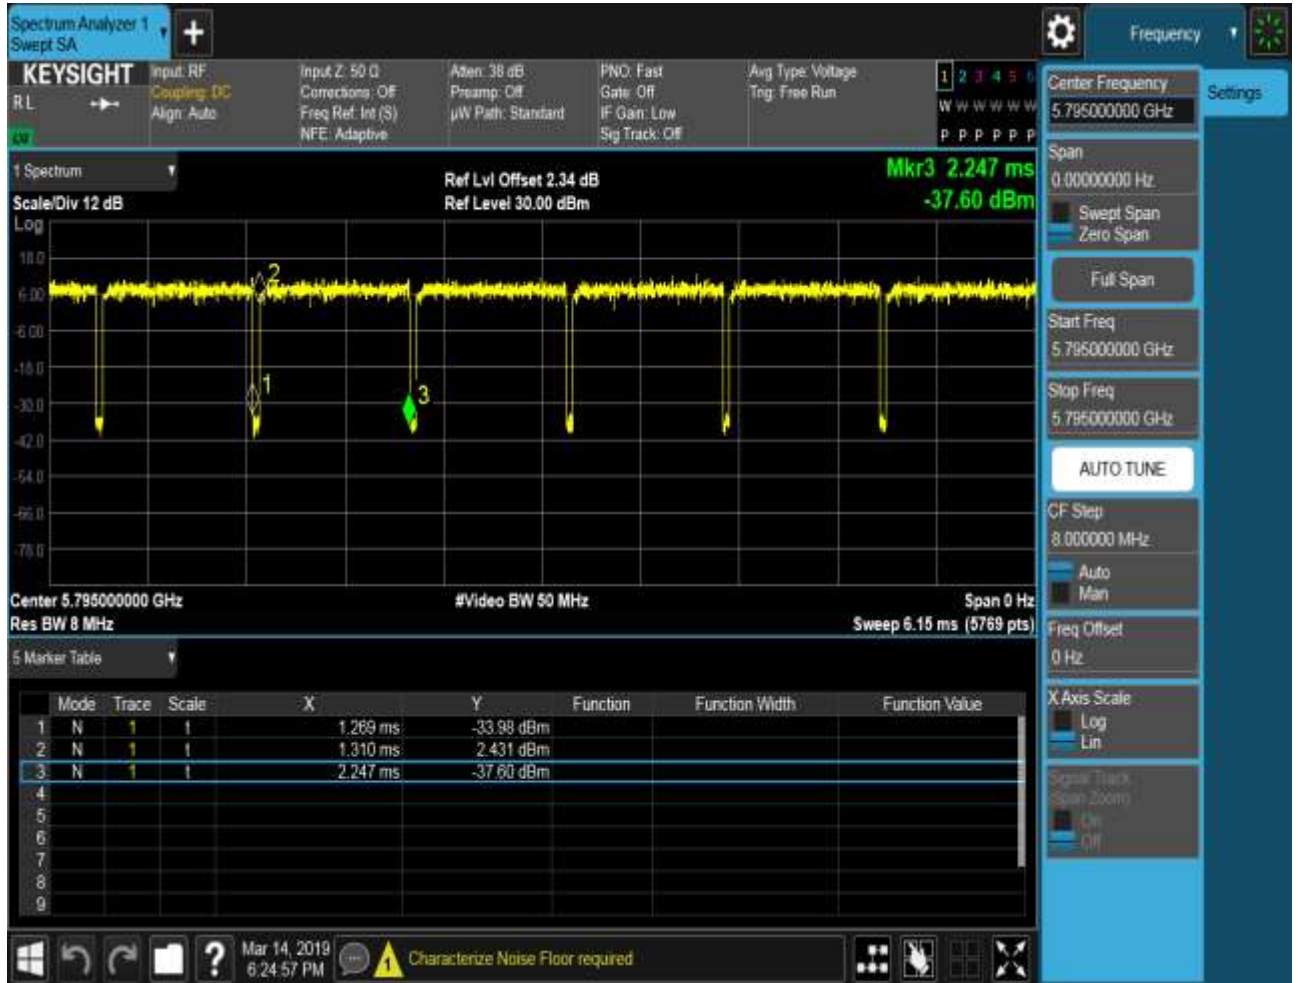 Spectrum Analyzer 1
Swept SA
+
Frequency
KEYSIGHT
RL
Input: RF
Coupling: DC
Align: Auto
Input Z: 50 Ω
Corrections: Off
Freq Ref: Int (S)
NFE: Adaptive
Atten: 38 dB
Preamp: Off
µW Path: Standard
PNO: Fast
Gate: Off
IF Gain: Low
Sig Track: Off
Avg Type: Voltage
Trig: Free Run
1 2 3 4 5 6
W W W W W W
P P P P P P
1 Spectrum
Scale/Div 12 dB
Ref Lvl Offset 2.34 dB
Ref Level 30.00 dBm
Mkr3 2.247 ms
-37.60 dBm
Log
18.0
6.00
-6.00
-18.0
-30.0
-42.0
-54.0
-66.0
-78.0
2
1
3
Center 5.795000000 GHz
Res BW 8 MHz
#Video BW 50 MHz
Span 0 Hz
Sweep 6.15 ms (5769 pts)
5 Marker Table
Mode Trace Scale X Y Function Function Width Function Value
1 N 1 t 1.269 ms -33.98 dBm
2 N 1 t 1.310 ms 2.431 dBm
3 N 1 t 2.247 ms -37.60 dBm
4
5
6
7
8
9
?
Mar 14, 2019
6:24:57 PM
1
Characterize Noise Floor required
Center Frequency
5.795000000 GHz
Settings
Span
0.00000000 Hz
Swept Span
Zero Span
Full Span
Start Freq
5.795000000 GHz
Stop Freq
5.795000000 GHz
AUTO TUNE
CF Step
8.000000 MHz
Auto
Man
Freq Offset
0 Hz
X Axis Scale
Log
Lin
Signal Track
(Span Zoom)
On
Off